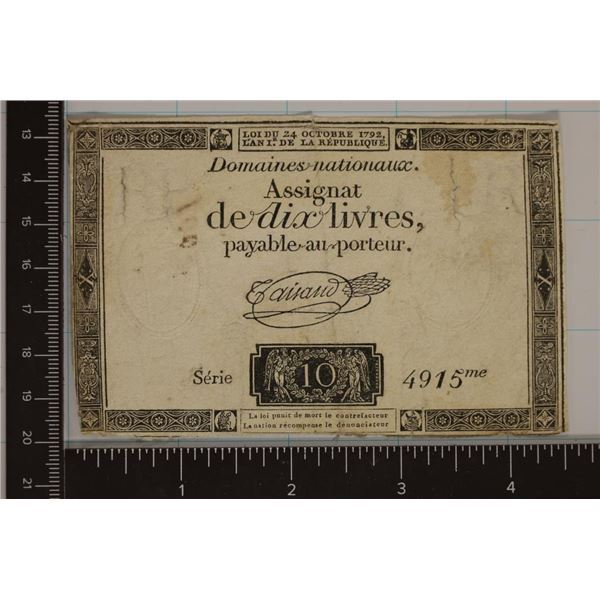 LOI DU 24 OCTOBRE 1792,
L'AN I.er DE LA RÉPUBLIQUE.
Domaines nationaux.
Assignat
de dix livres,
payable au porteur.
Taisaud
Série 10 4915me
La loi punit de mort le contrefacteur
La nation récompense le dénonciateur
13
14
15
16
17
18
19
20
21
1 2 3 4